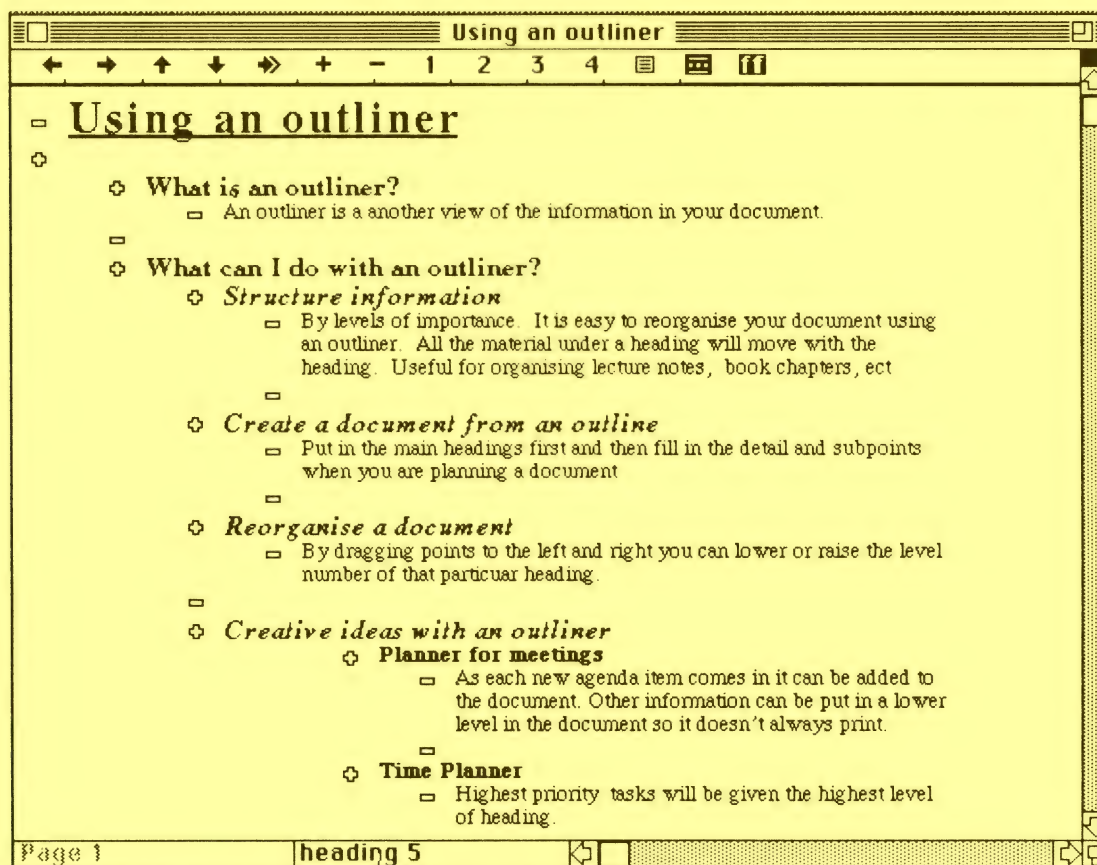 Using an outliner
+ − 1 2 3 4 ff
Using an outliner
What is an outliner?
An outliner is a another view of the information in your document.
What can I do with an outliner?
Structure information
By levels of importance. It is easy to reorganise your document using
an outliner. All the material under a heading will move with the
heading. Useful for organising lecture notes, book chapters, ect
Create a document from an outline
Put in the main headings first and then fill in the detail and subpoints
when you are planning a document
Reorganise a document
By dragging points to the left and right you can lower or raise the level
number of that particuar heading.
Creative ideas with an outliner
Planner for meetings
As each new agenda item comes in it can be added to
the document. Other information can be put in a lower
level in the document so it doesn't always print.
Time Planner
Highest priority tasks will be given the highest level
of heading.
Page 1 heading 5